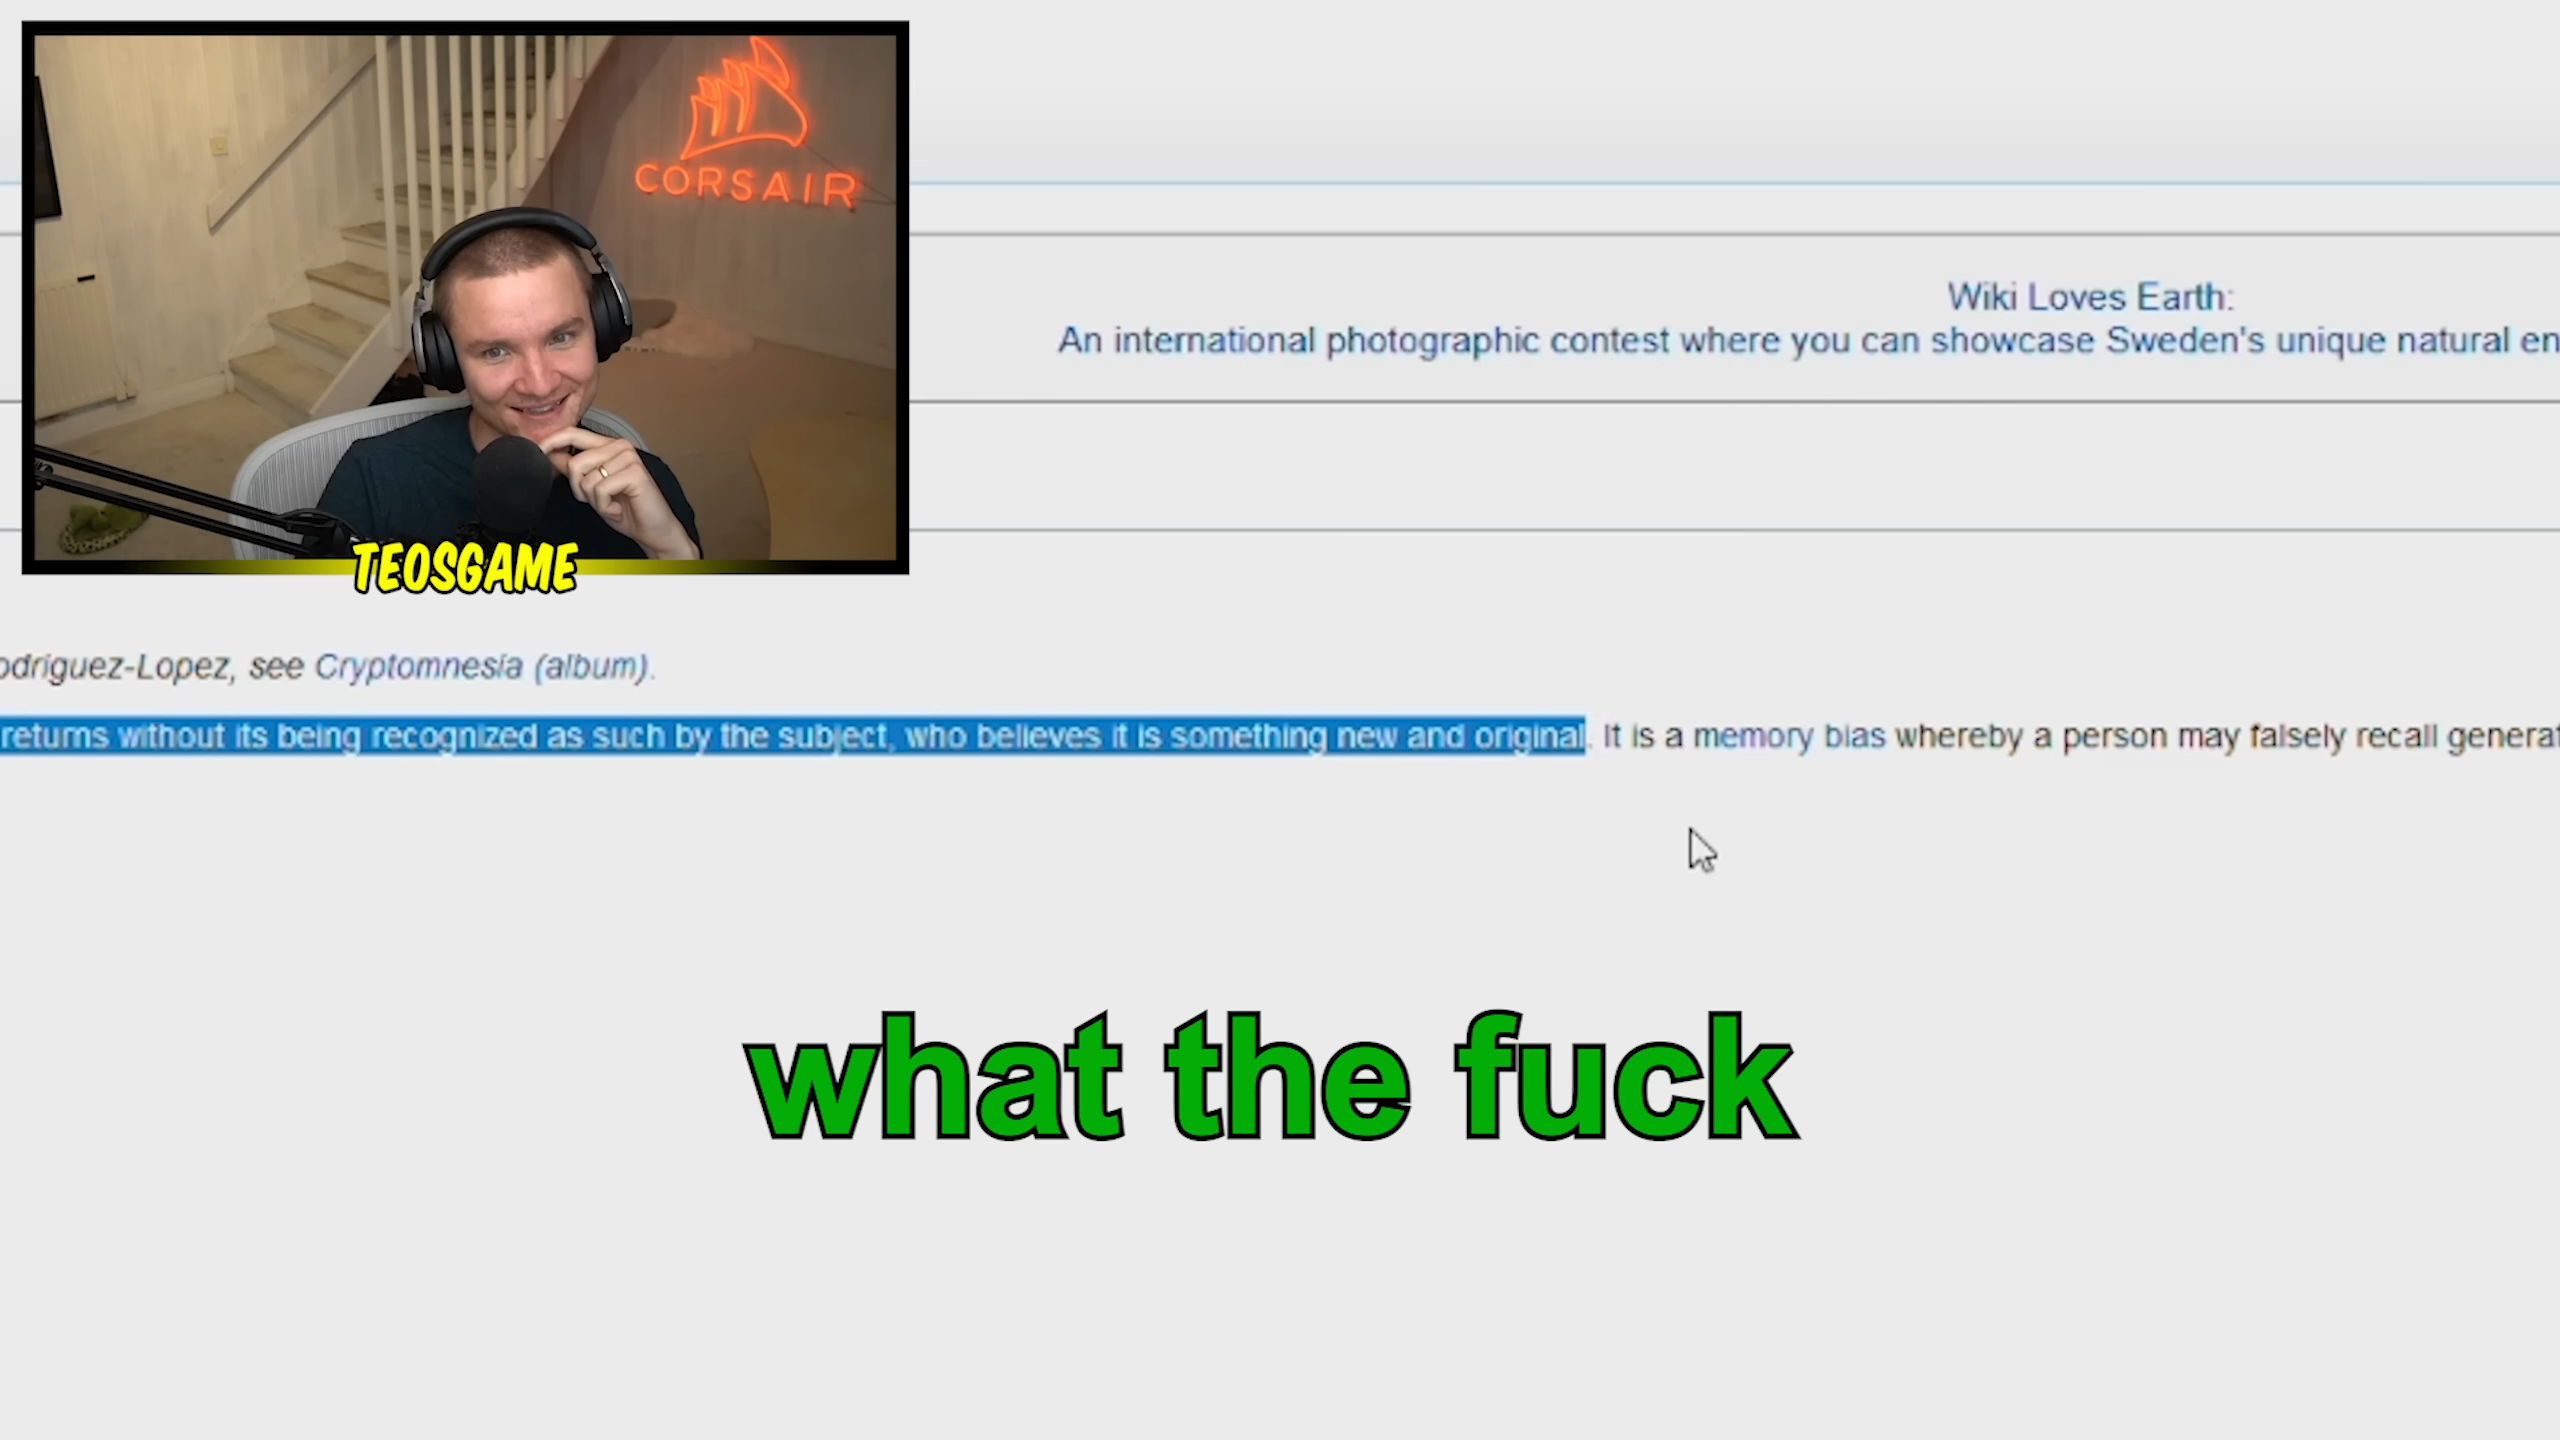 CORSAIR
TEOSGAME
Wiki Loves Earth:
An international photographic contest where you can showcase Sweden's unique natural en
odriguez-Lopez, see Cryptomnesia (album).
returns without its being recognized as such by the subject, who believes it is something new and original. It is a memory bias whereby a person may falsely recall generat
what the fuck